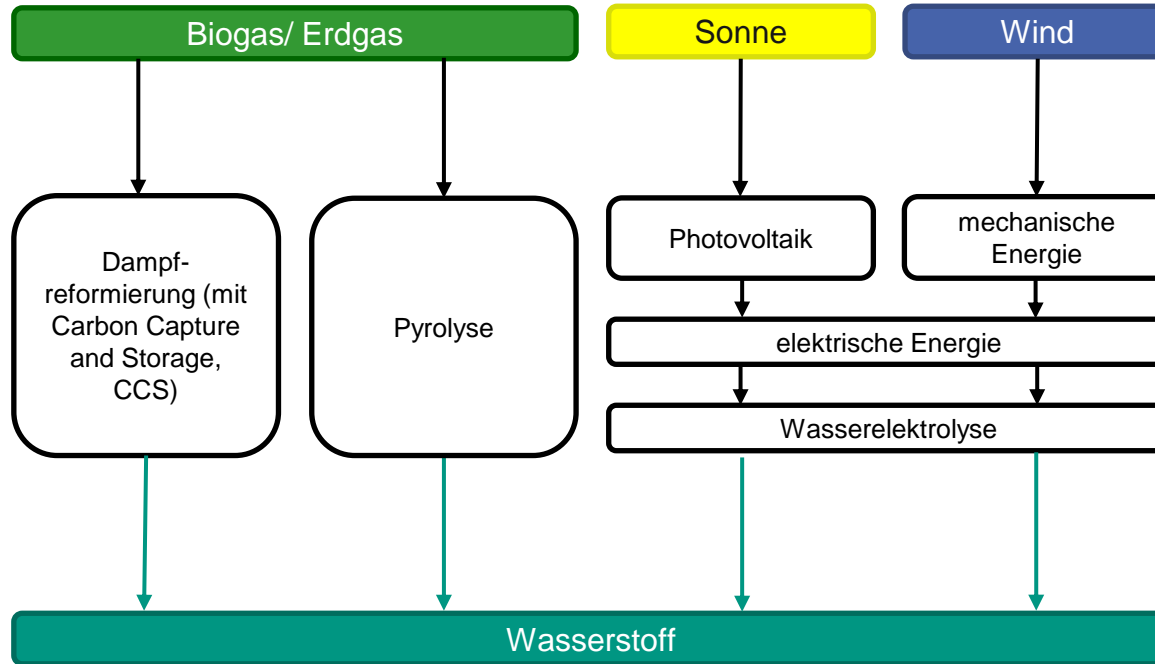 Biogas/ Erdgas
Sonne
Wind
Dampf-
reformierung (mit
Carbon Capture
and Storage,
CCS)
Pyrolyse
Photovoltaik
mechanische
Energie
elektrische Energie
Wasserelektrolyse
Wasserstoff